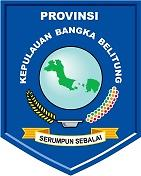 PROVINSI
KEPULAUAN BANGKA BELITUNG
SERUMPUN SEBALAI